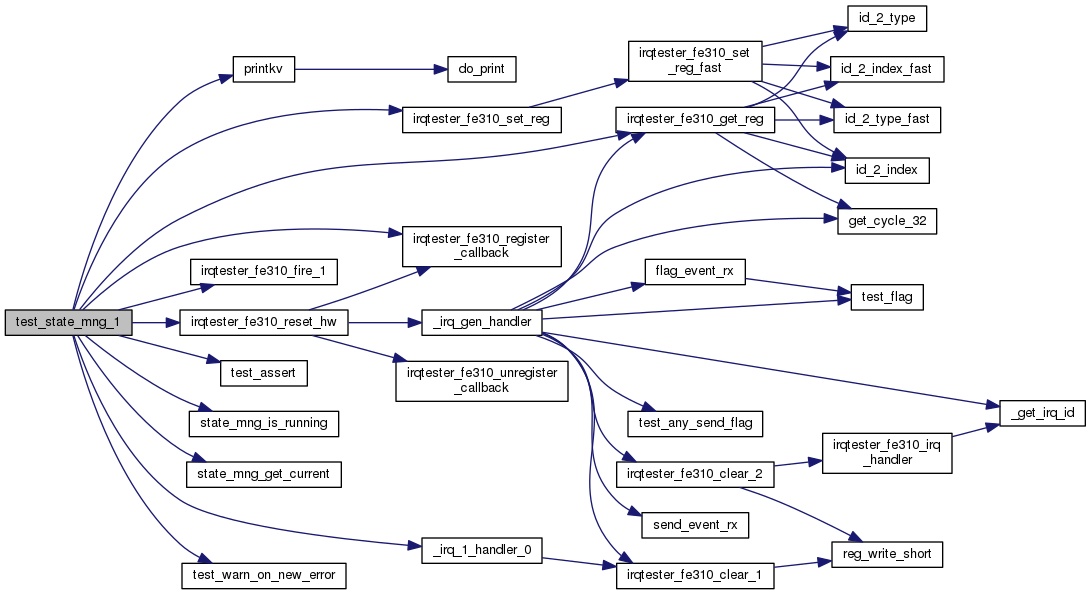 test_state_mng_1
printkv
do_print
irqtester_fe310_set_reg
irqtester_fe310_set
_reg_fast
irqtester_fe310_get_reg
id_2_type
id_2_index_fast
id_2_type_fast
id_2_index
get_cycle_32
irqtester_fe310_register
_callback
irqtester_fe310_fire_1
irqtester_fe310_reset_hw
_irq_gen_handler
irqtester_fe310_unregister
_callback
flag_event_rx
test_flag
test_assert
state_mng_is_running
state_mng_get_current
test_any_send_flag
_get_irq_id
irqtester_fe310_clear_2
irqtester_fe310_irq
_handler
send_event_rx
reg_write_short
_irq_1_handler_0
irqtester_fe310_clear_1
test_warn_on_new_error